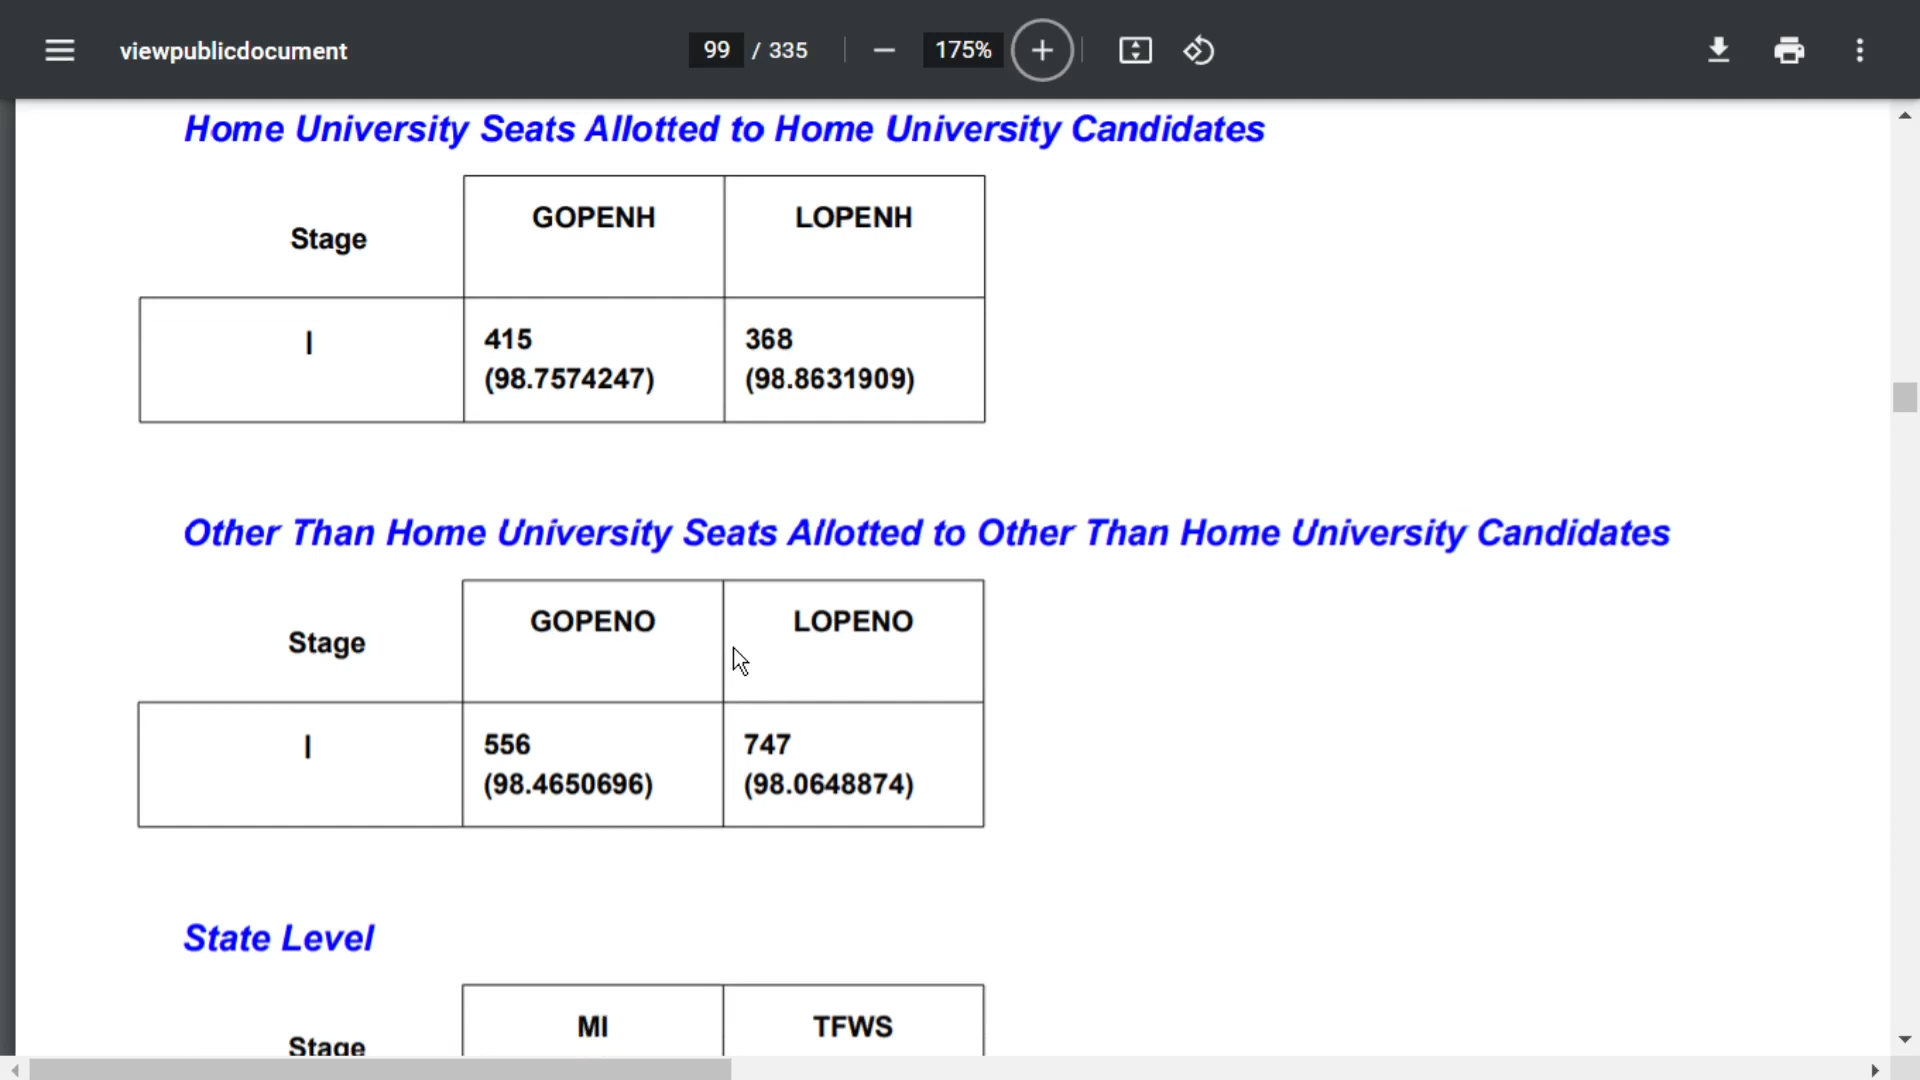 viewpublicdocument
99 / 335
175%
Home University Seats Allotted to Home University Candidates
Stage GOPENH LOPENH
I 415 368
(98.7574247) (98.8631909)
Other Than Home University Seats Allotted to Other Than Home University Candidates
Stage GOPENO LOPENO
I 556 747
(98.4650696) (98.0648874)
State Level
Stage MI TFWS